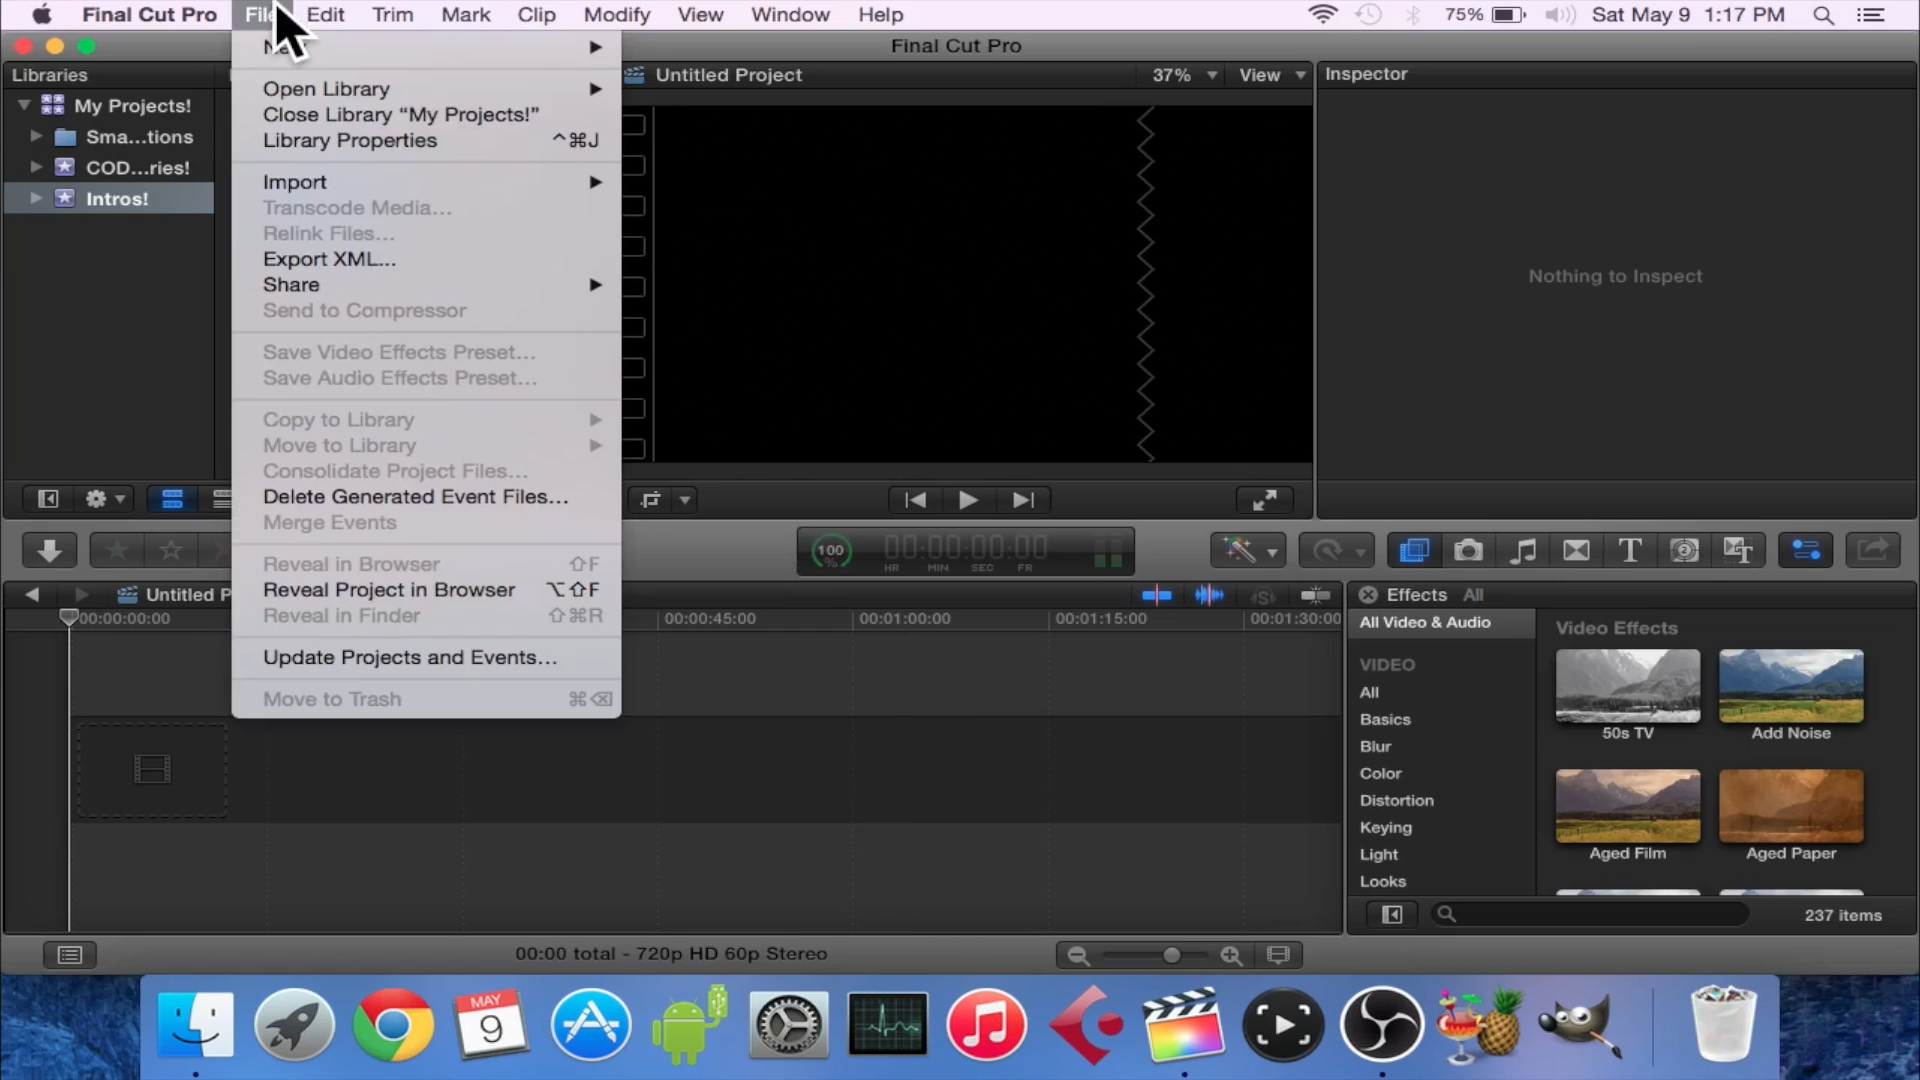 Final Cut Pro File Edit Trim Mark Clip Modify View Window Help 75% Sat May 9 1:17 PM
Final Cut Pro
Libraries
My Projects!
Sma...tions
COD...ries!
Intros!
Open Library
Close Library “My Projects!”
Library Properties ^⌘J
Import
Transcode Media...
Relink Files...
Export XML...
Share
Send to Compressor
Save Video Effects Preset...
Save Audio Effects Preset...
Copy to Library
Move to Library
Consolidate Project Files...
Delete Generated Event Files...
Merge Events
Reveal in Browser ⇧F
Reveal Project in Browser ⌥⇧F
Reveal in Finder ⇧⌘R
Update Projects and Events...
Move to Trash ⌘⌫
Untitled Project 37% View
Inspector
Nothing to Inspect
100 % 00:00:00:00
HR MIN SEC FR
Untitled P
00:00:00:00 00:00:45:00 00:01:00:00 00:01:15:00 00:01:30:00
00:00 total - 720p HD 60p Stereo
Effects All
All Video & Audio
VIDEO
All
Basics
Blur
Color
Distortion
Keying
Light
Looks
Video Effects
50s TV Add Noise
Aged Film Aged Paper
237 items
MAY
9